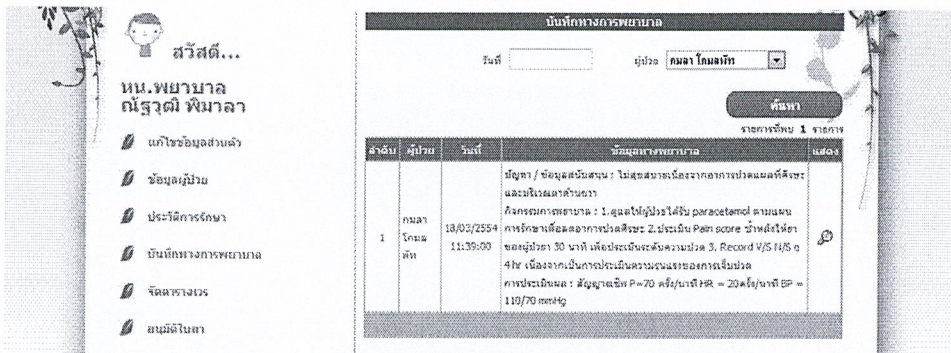 สวัสดี...
หน.พยาบาล
ณัฐวุฒิ พิมาลา
แก้ไขข้อมูลส่วนตัว
ข้อมูลผู้ป่วย
ประวัติการรักษา
บันทึกทางการพยาบาล
จัดตารางเวร
อนุมัติใบลา
บันทึกทางการพยาบาล
วันที่ ผู้ป่วย กมลา โกมลพัท
ค้นหา
รายการที่พบ 1 รายการ
ลำดับ ผู้ป่วย วันที่ ข้อมูลทางพยาบาล แสดง
1
กมลา
โกมล
พัท
18/03/2554
11:39:00
ปัญหา / ข้อมูลสนับสนุน : ไม่สุขสบายเนื่องจากอาการปวดแผลที่ศีรษะ
และบริเวณตาด้านขวา
กิจกรรมการพยาบาล : 1.ดูแลให้ผู้ป่วยได้รับ paracetamol ตามแผน
การรักษาเพื่อลดอาการปวดศีรษะ 2.ประเมิน Pain score ซ้ำหลังให้ยา
ของผู้ป่วยา 30 นาที เพื่อประเมินระดับความปวด 3. Record V/S N/S q
4 hr เนื่องจากเป็นการประเมินความรุนแรงของการเจ็บปวด
การประเมินผล : สัญญาณชีพ P=70 ครั้ง/นาที HR = 20ครั้ง/นาที BP =
110/70 mmHg